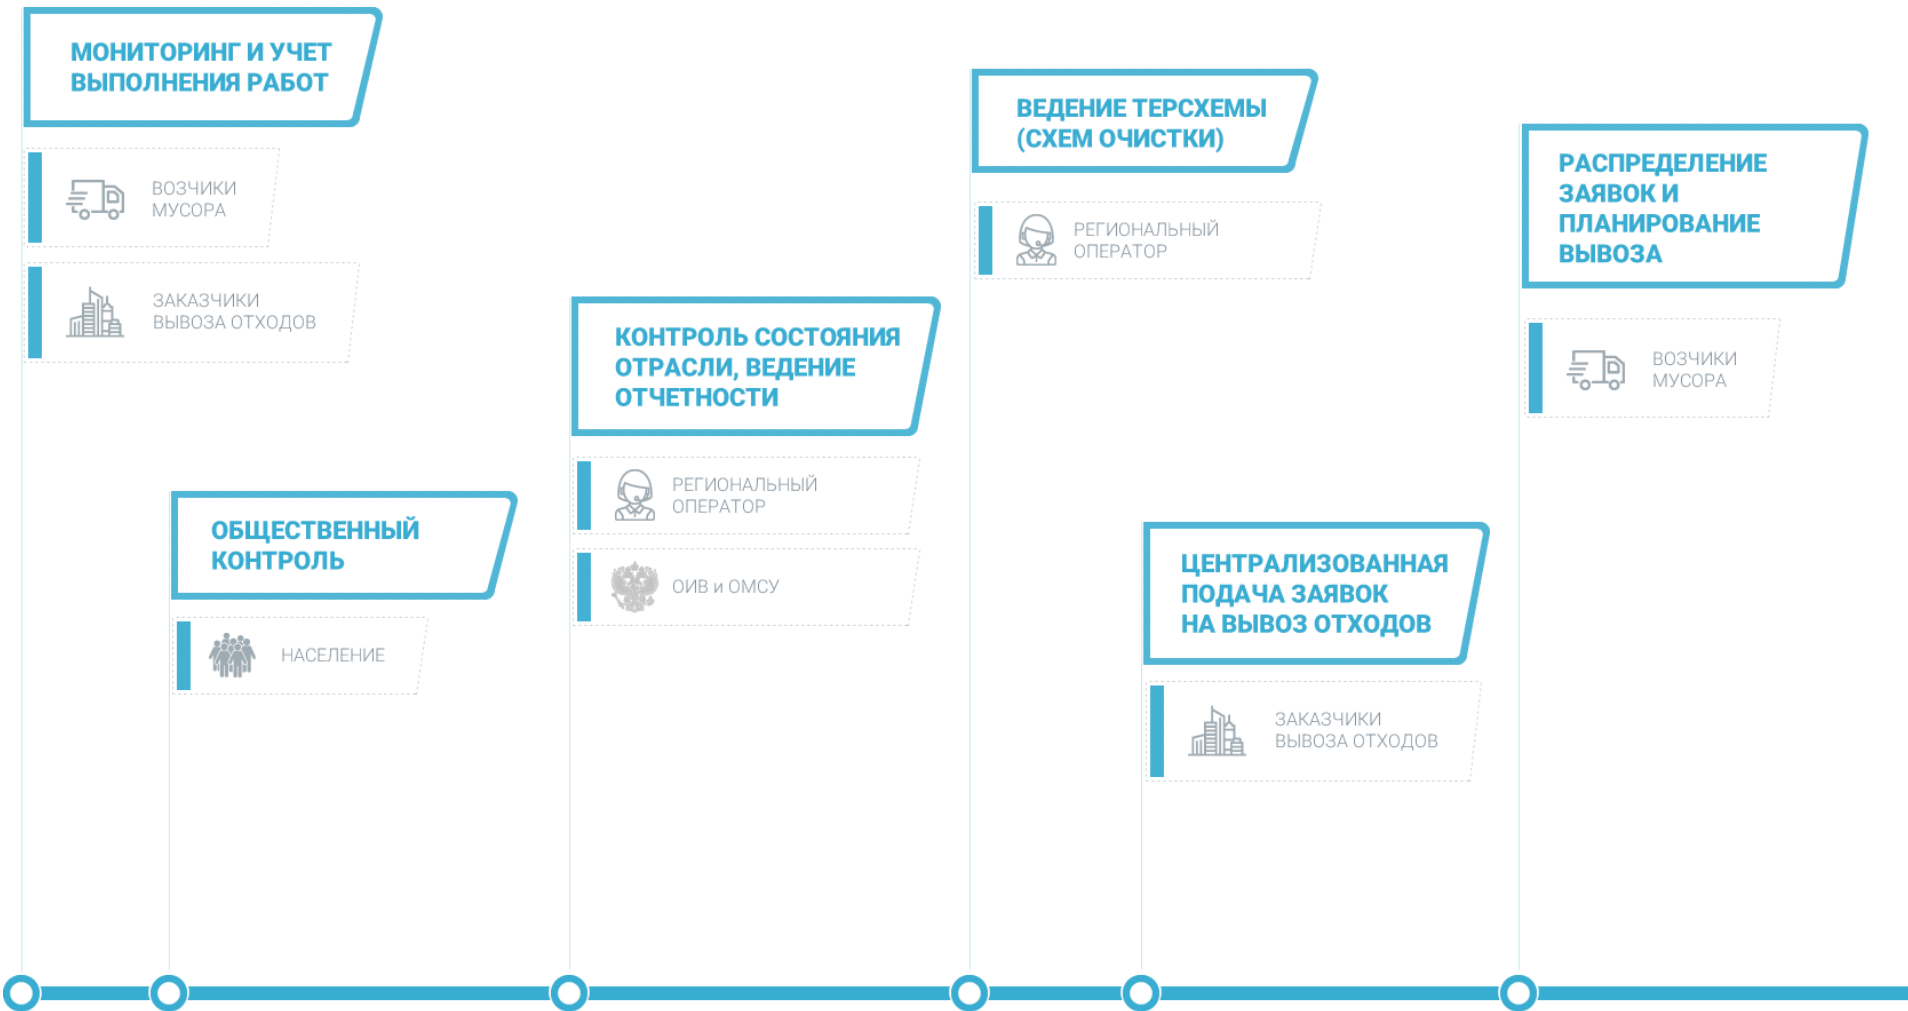 МОНИТОРИНГ И УЧЕТ
ВЫПОЛНЕНИЯ РАБОТ
ВОЗЧИКИ
МУСОРА
ЗАКАЗЧИКИ
ВЫВОЗА ОТХОДОВ
ОБЩЕСТВЕННЫЙ
КОНТРОЛЬ
НАСЕЛЕНИЕ
КОНТРОЛЬ СОСТОЯНИЯ
ОТРАСЛИ, ВЕДЕНИЕ
ОТЧЕТНОСТИ
РЕГИОНАЛЬНЫЙ
ОПЕРАТОР
ОИВ и ОМСУ
ВЕДЕНИЕ ТЕРСХЕМЫ
(СХЕМ ОЧИСТКИ)
РЕГИОНАЛЬНЫЙ
ОПЕРАТОР
ЦЕНТРАЛИЗОВАННАЯ
ПОДАЧА ЗАЯВОК
НА ВЫВОЗ ОТХОДОВ
ЗАКАЗЧИКИ
ВЫВОЗА ОТХОДОВ
РАСПРЕДЕЛЕНИЕ
ЗАЯВОК И
ПЛАНИРОВАНИЕ
ВЫВОЗА
ВОЗЧИКИ
МУСОРА